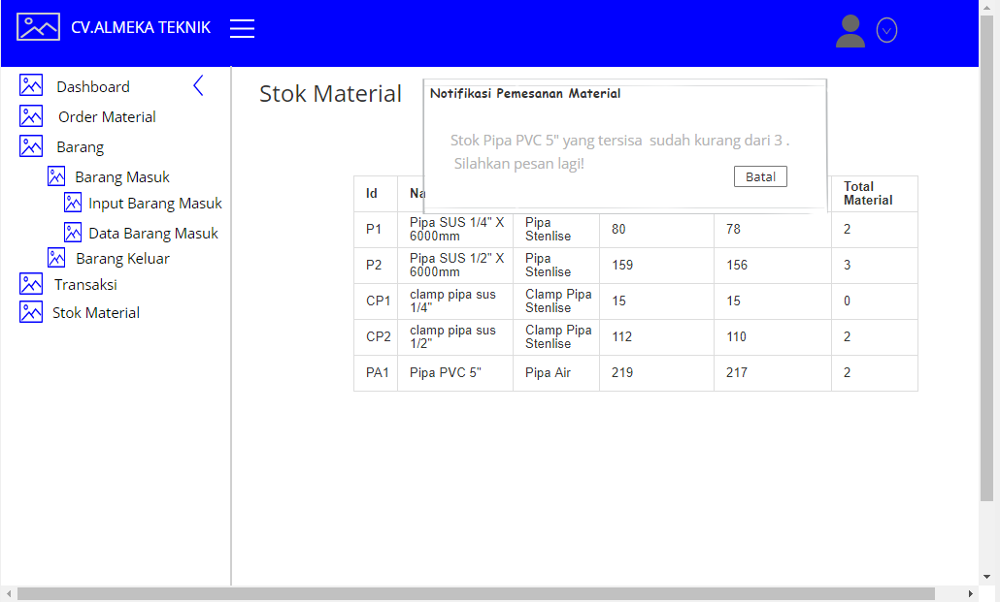 CV.ALMEKA TEKNIK
Dashboard
Order Material
Barang
Barang Masuk
Input Barang Masuk
Data Barang Masuk
Barang Keluar
Transaksi
Stok Material
Stok Material
Notifikasi Pemesanan Material
Stok Pipa PVC 5" yang tersisa sudah kurang dari 3 .
Silahkan pesan lagi!
Batal
Id Na Total
Material
P1 Pipa SUS 1/4" X 6000mm Pipa Stenlise 80 78 2
P2 Pipa SUS 1/2" X 6000mm Pipa Stenlise 159 156 3
CP1 clamp pipa sus 1/4" Clamp Pipa Stenlise 15 15 0
CP2 clamp pipa sus 1/2" Clamp Pipa Stenlise 112 110 2
PA1 Pipa PVC 5" Pipa Air 219 217 2